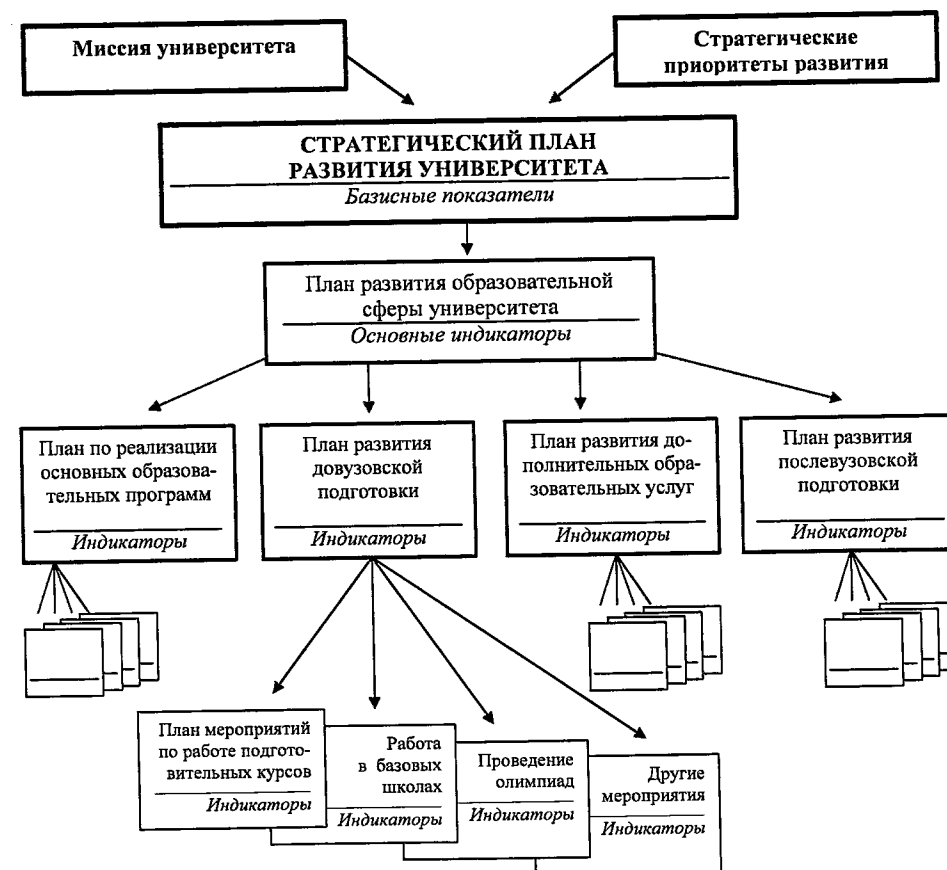 Миссия университета
Стратегические
приоритеты развития
СТРАТЕГИЧЕСКИЙ ПЛАН
РАЗВИТИЯ УНИВЕРСИТЕТА
Базисные показатели
План развития образовательной
сферы университета
Основные индикаторы
План по реализации
основных образова-
тельных программ
Индикаторы
План развития
довузовской
подготовки
Индикаторы
План развития до-
полнительных обра-
зовательных услуг
Индикаторы
План развития
послевузовской
подготовки
Индикаторы
План мероприятий
по работе подгото-
вительных курсов
Индикаторы
Работа
в базовых
школах
Индикаторы
Проведение
олимпиад
Индикаторы
Другие
мероприятия
Индикаторы